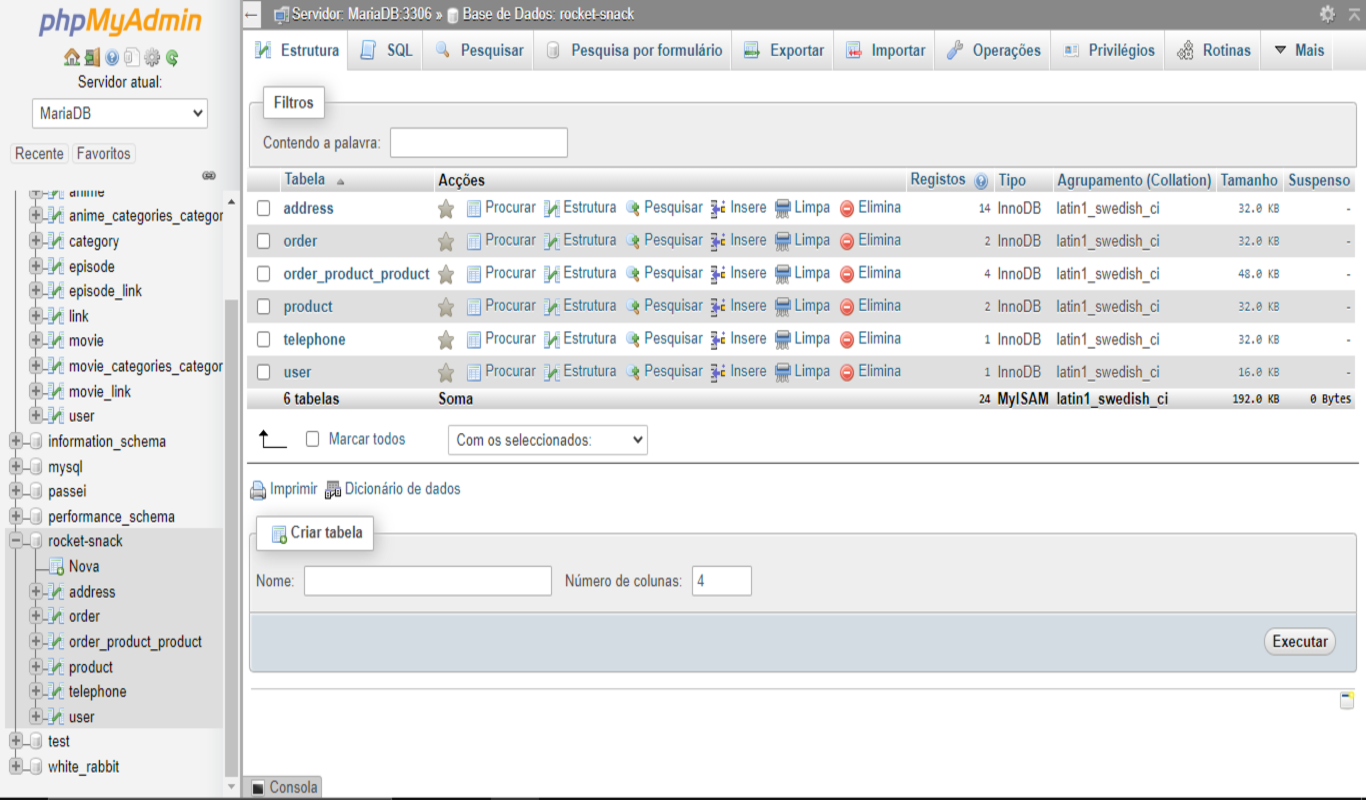 phpMyAdmin
Servidor atual:
MariaDB
Recente Favoritos
anime
anime_categories_categor
category
episode
episode_link
link
movie
movie_categories_categor
movie_link
user
information_schema
mysql
passei
performance_schema
rocket-snack
Nova
address
order
order_product_product
product
telephone
user
test
white_rabbit
Servidor: MariaDB:3306 » Base de Dados: rocket-snack
Estrutura SQL Pesquisar Pesquisa por formulário Exportar Importar Operações Privilégios Rotinas Mais
Filtros
Contendo a palavra:
Tabela Acções Registos Tipo Agrupamento (Collation) Tamanho Suspenso
address Procurar Estrutura Pesquisar Insere Limpa Elimina 14 InnoDB latin1_swedish_ci 32.0 KB -
order Procurar Estrutura Pesquisar Insere Limpa Elimina 2 InnoDB latin1_swedish_ci 32.0 KB -
order_product_product Procurar Estrutura Pesquisar Insere Limpa Elimina 4 InnoDB latin1_swedish_ci 48.0 KB -
product Procurar Estrutura Pesquisar Insere Limpa Elimina 2 InnoDB latin1_swedish_ci 32.0 KB -
telephone Procurar Estrutura Pesquisar Insere Limpa Elimina 1 InnoDB latin1_swedish_ci 32.0 KB -
user Procurar Estrutura Pesquisar Insere Limpa Elimina 1 InnoDB latin1_swedish_ci 16.0 KB -
6 tabelas Soma 24 MyISAM latin1_swedish_ci 192.0 KB 0 Bytes
Marcar todos Com os seleccionados:
Imprimir Dicionário de dados
Criar tabela
Nome: Número de colunas: 4
Executar
Consola